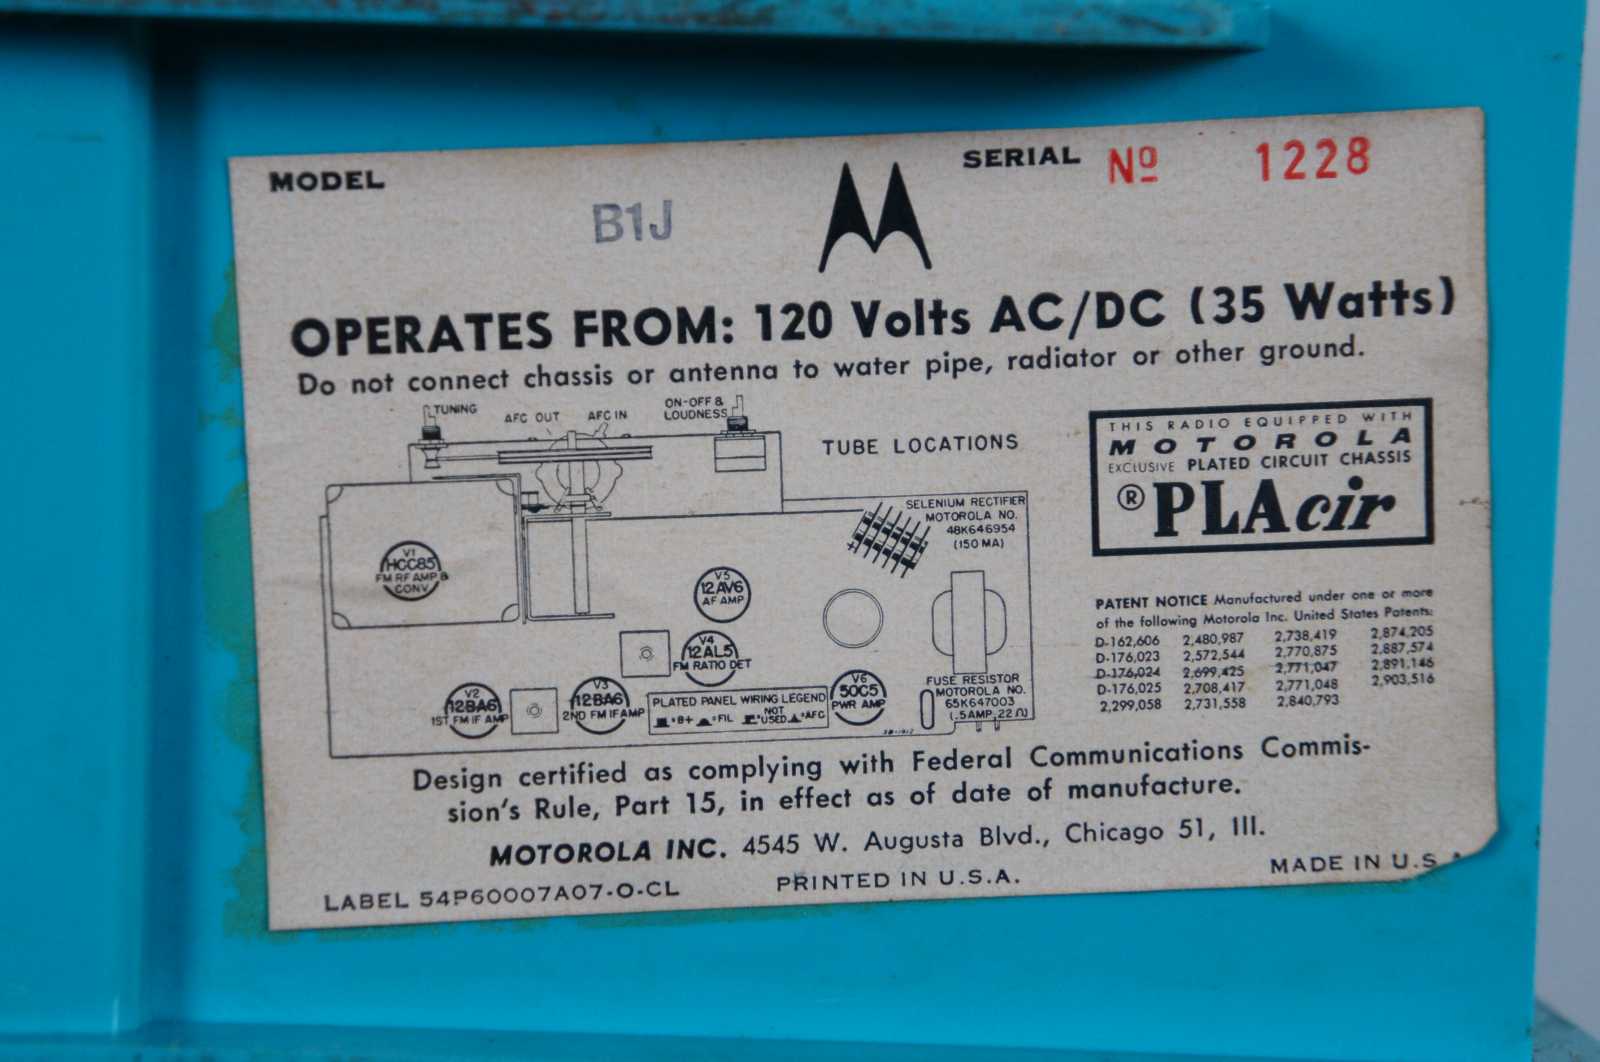 MODEL
SERIAL Nº 1228
B1J
OPERATES FROM: 120 Volts AC/DC (35 Watts)
Do not connect chassis or antenna to water pipe, radiator or other ground.
TUNING
AFC OUT
AFC IN
ON-OFF &
LOUDNESS
TUBE LOCATIONS
SELENIUM RECTIFIER
MOTOROLA NO.
48K646954
(150 MA)
V1
HCC85
FM RF AMP &
CONV
V5
12AV6
AF AMP
V4
12AL5
FM RATIO DET
V2
12BA6
1ST FM IF AMP
V3
12BA6
2ND FM IF AMP
PLATED PANEL WIRING LEGEND
=B+ =FIL NOT USED =AFC
V6
50C5
PWR AMP
FUSE RESISTOR
MOTOROLA NO.
65K647003
(.5AMP, 22 Ω)
THIS RADIO EQUIPPED WITH
MOTOROLA
EXCLUSIVE PLATED CIRCUIT CHASSIS
® PLAcir
PATENT NOTICE Manufactured under one or more
of the following Motorola Inc. United States Patents:
D-162,606 2,480,987 2,738,419 2,874,205
D-176,023 2,572,544 2,770,875 2,887,574
D-176,024 2,699,425 2,771,047 2,891,146
D-176,025 2,708,417 2,771,048 2,903,516
2,299,058 2,731,558 2,840,793
Design certified as complying with Federal Communications Commis-
sion's Rule, Part 15, in effect as of date of manufacture.
MOTOROLA INC. 4545 W. Augusta Blvd., Chicago 51, Ill.
LABEL 54P60007A07-O-CL PRINTED IN U.S.A. MADE IN U.S